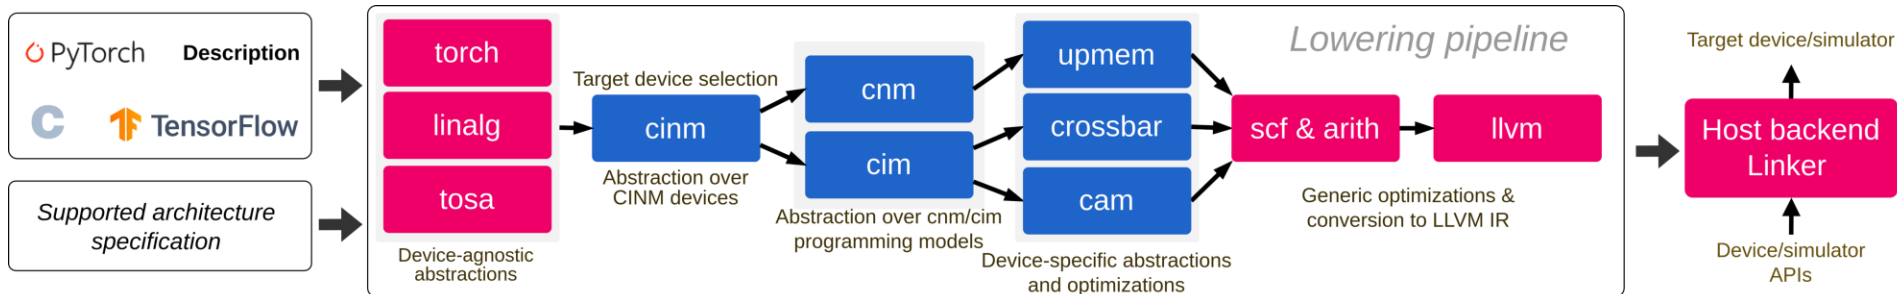 PyTorch
Description
C
TensorFlow
Supported architecture
specification
torch
linalg
tosa
Device-agnostic
abstractions
Target device selection
cinm
Abstraction over
CINM devices
cnm
cim
Abstraction over cnm/cim
programming models
upmem
crossbar
cam
Device-specific abstractions
and optimizations
Lowering pipeline
scf & arith
llvm
Generic optimizations &
conversion to LLVM IR
Target device/simulator
Host backend
Linker
Device/simulator
APIs